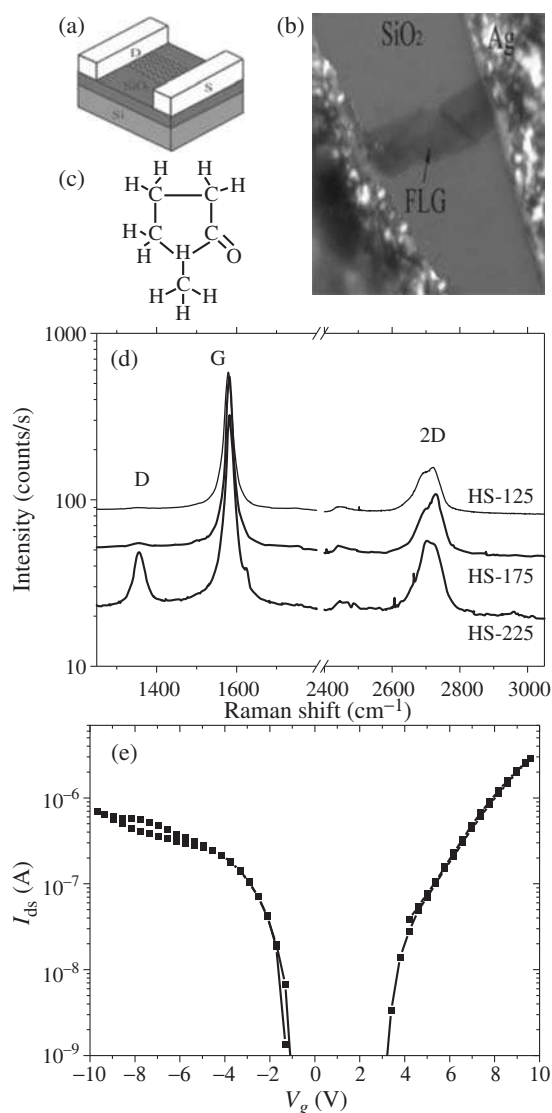 (a)
D
S
SiO₂
Si
(b)
SiO₂
Ag
FLG
(c)
H H H H
C C
H C C
H H O
H C H
H
(d)
G
D
2D
HS-125
HS-175
HS-225
1000
100
10
Intensity (counts/s)
1400 1600 2400 2600 2800 3000
Raman shift (cm⁻¹)
(e)
10⁻⁶
10⁻⁷
10⁻⁸
10⁻⁹
I_ds (A)
−10 −8 −6 −4 −2 0 2 4 6 8 10
V_g (V)